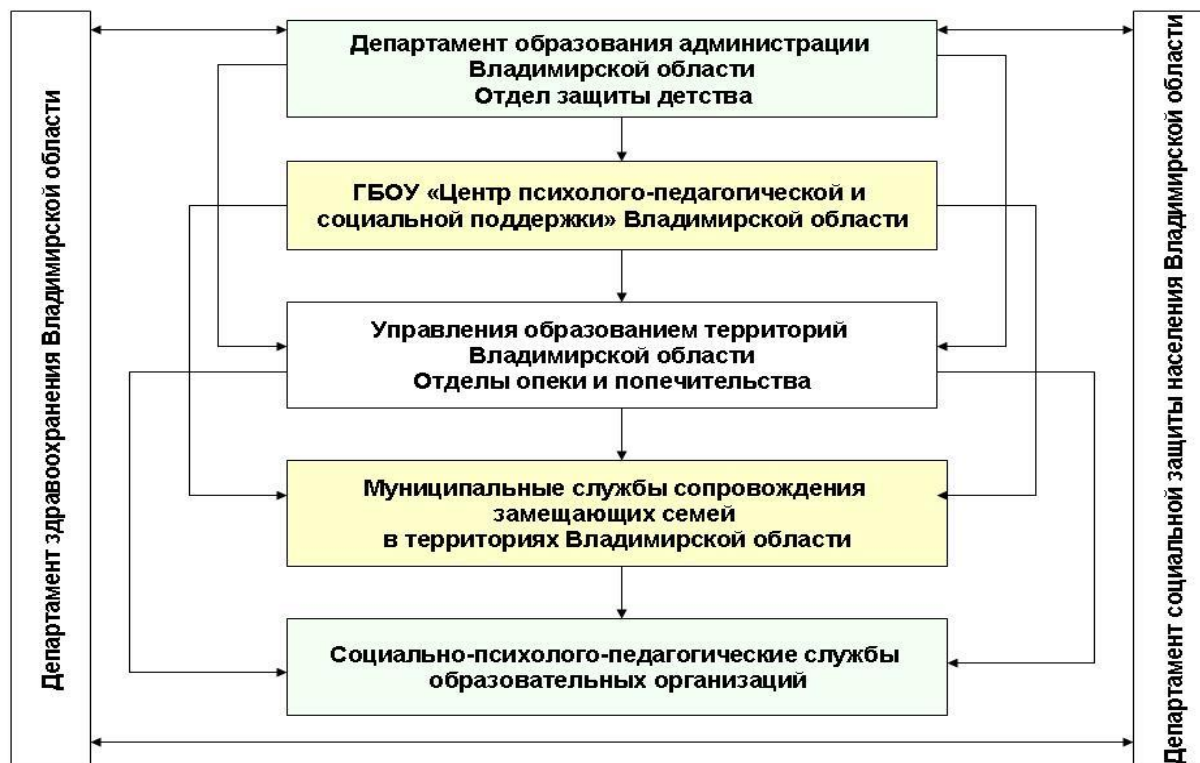 Департамент здравоохранения Владимирской области
Департамент образования администрации
Владимирской области
Отдел защиты детства
ГБОУ «Центр психолого-педагогической и
социальной поддержки» Владимирской области
Управления образованием территорий
Владимирской области
Отделы опеки и попечительства
Муниципальные службы сопровождения
замещающих семей
в территориях Владимирской области
Социально-психолого-педагогические службы
образовательных организаций
Департамент социальной защиты населения Владимирской области